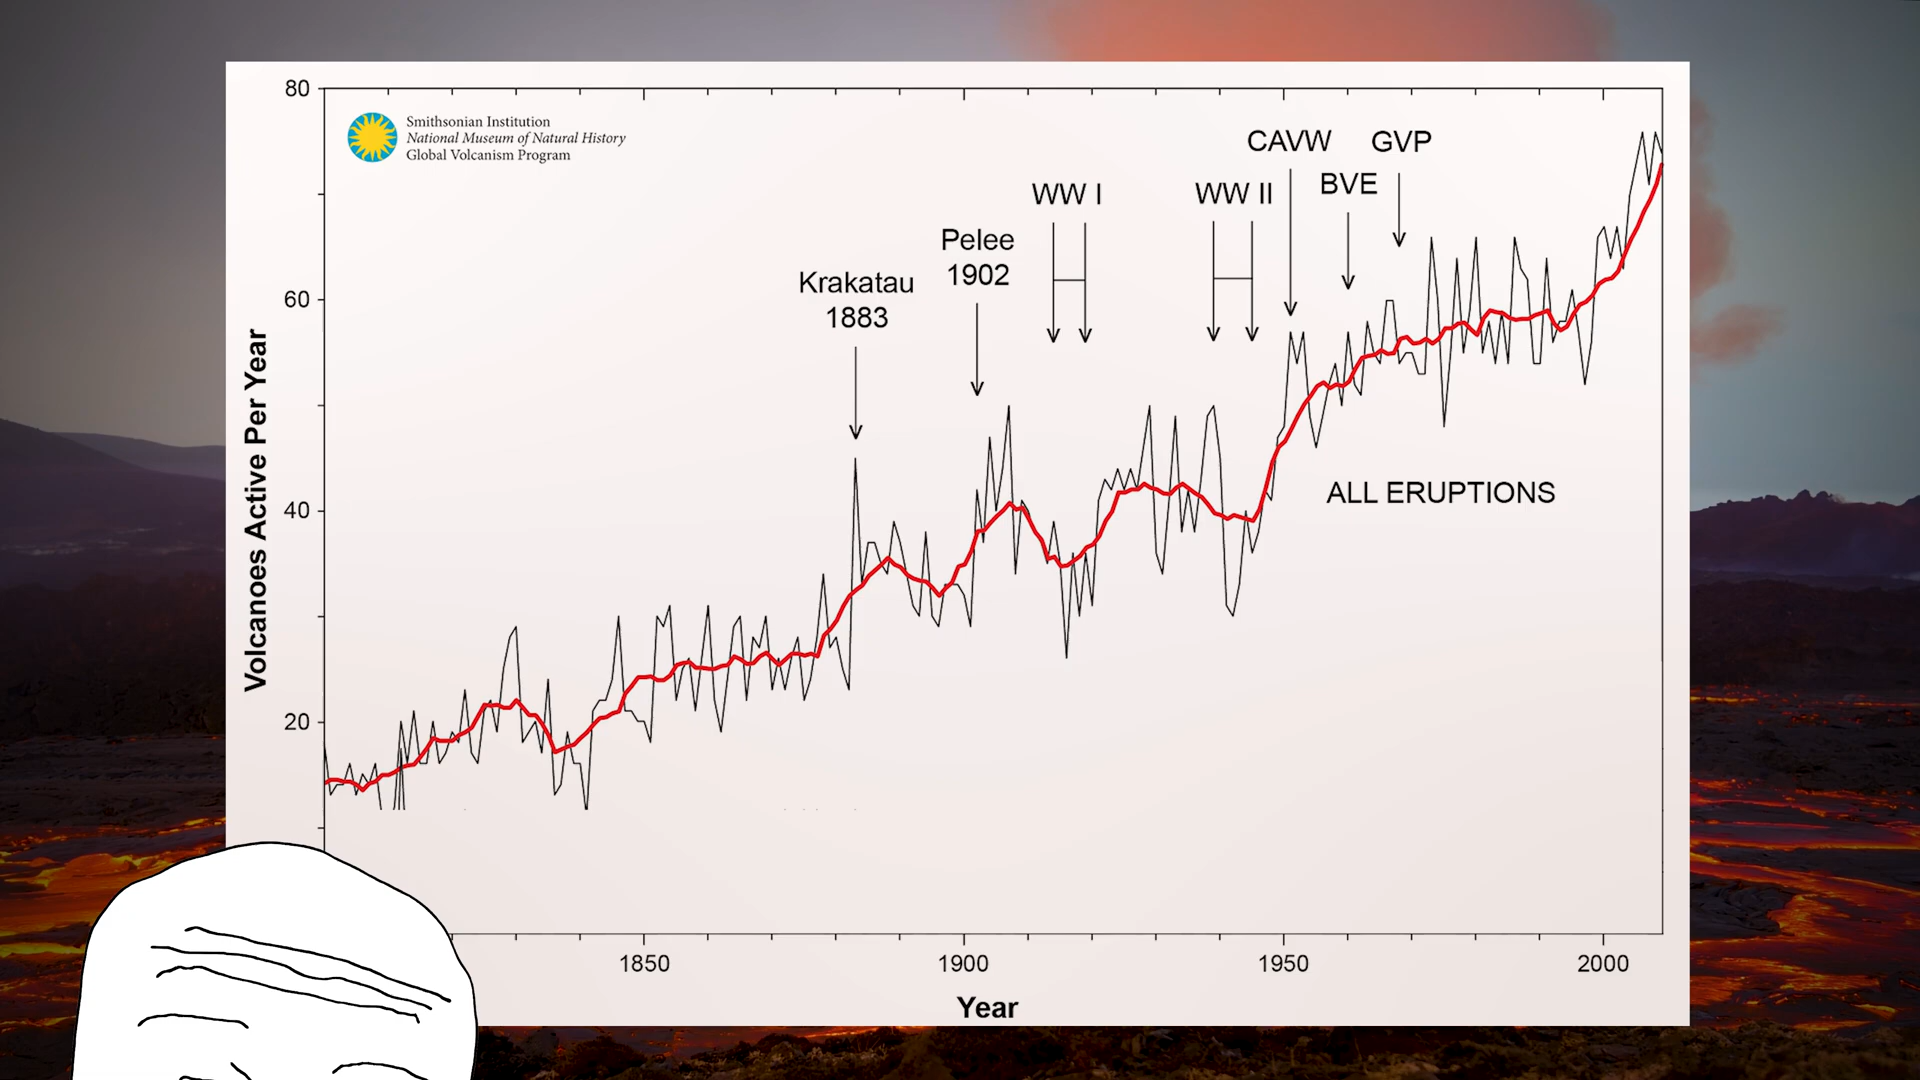 80
Smithsonian Institution
National Museum of Natural History
Global Volcanism Program
CAVW
GVP
BVE
WW I
WW II
Pelee
1902
Krakatau
1883
60
Volcanoes Active Per Year
ALL ERUPTIONS
40
20
1850
1900
1950
2000
Year